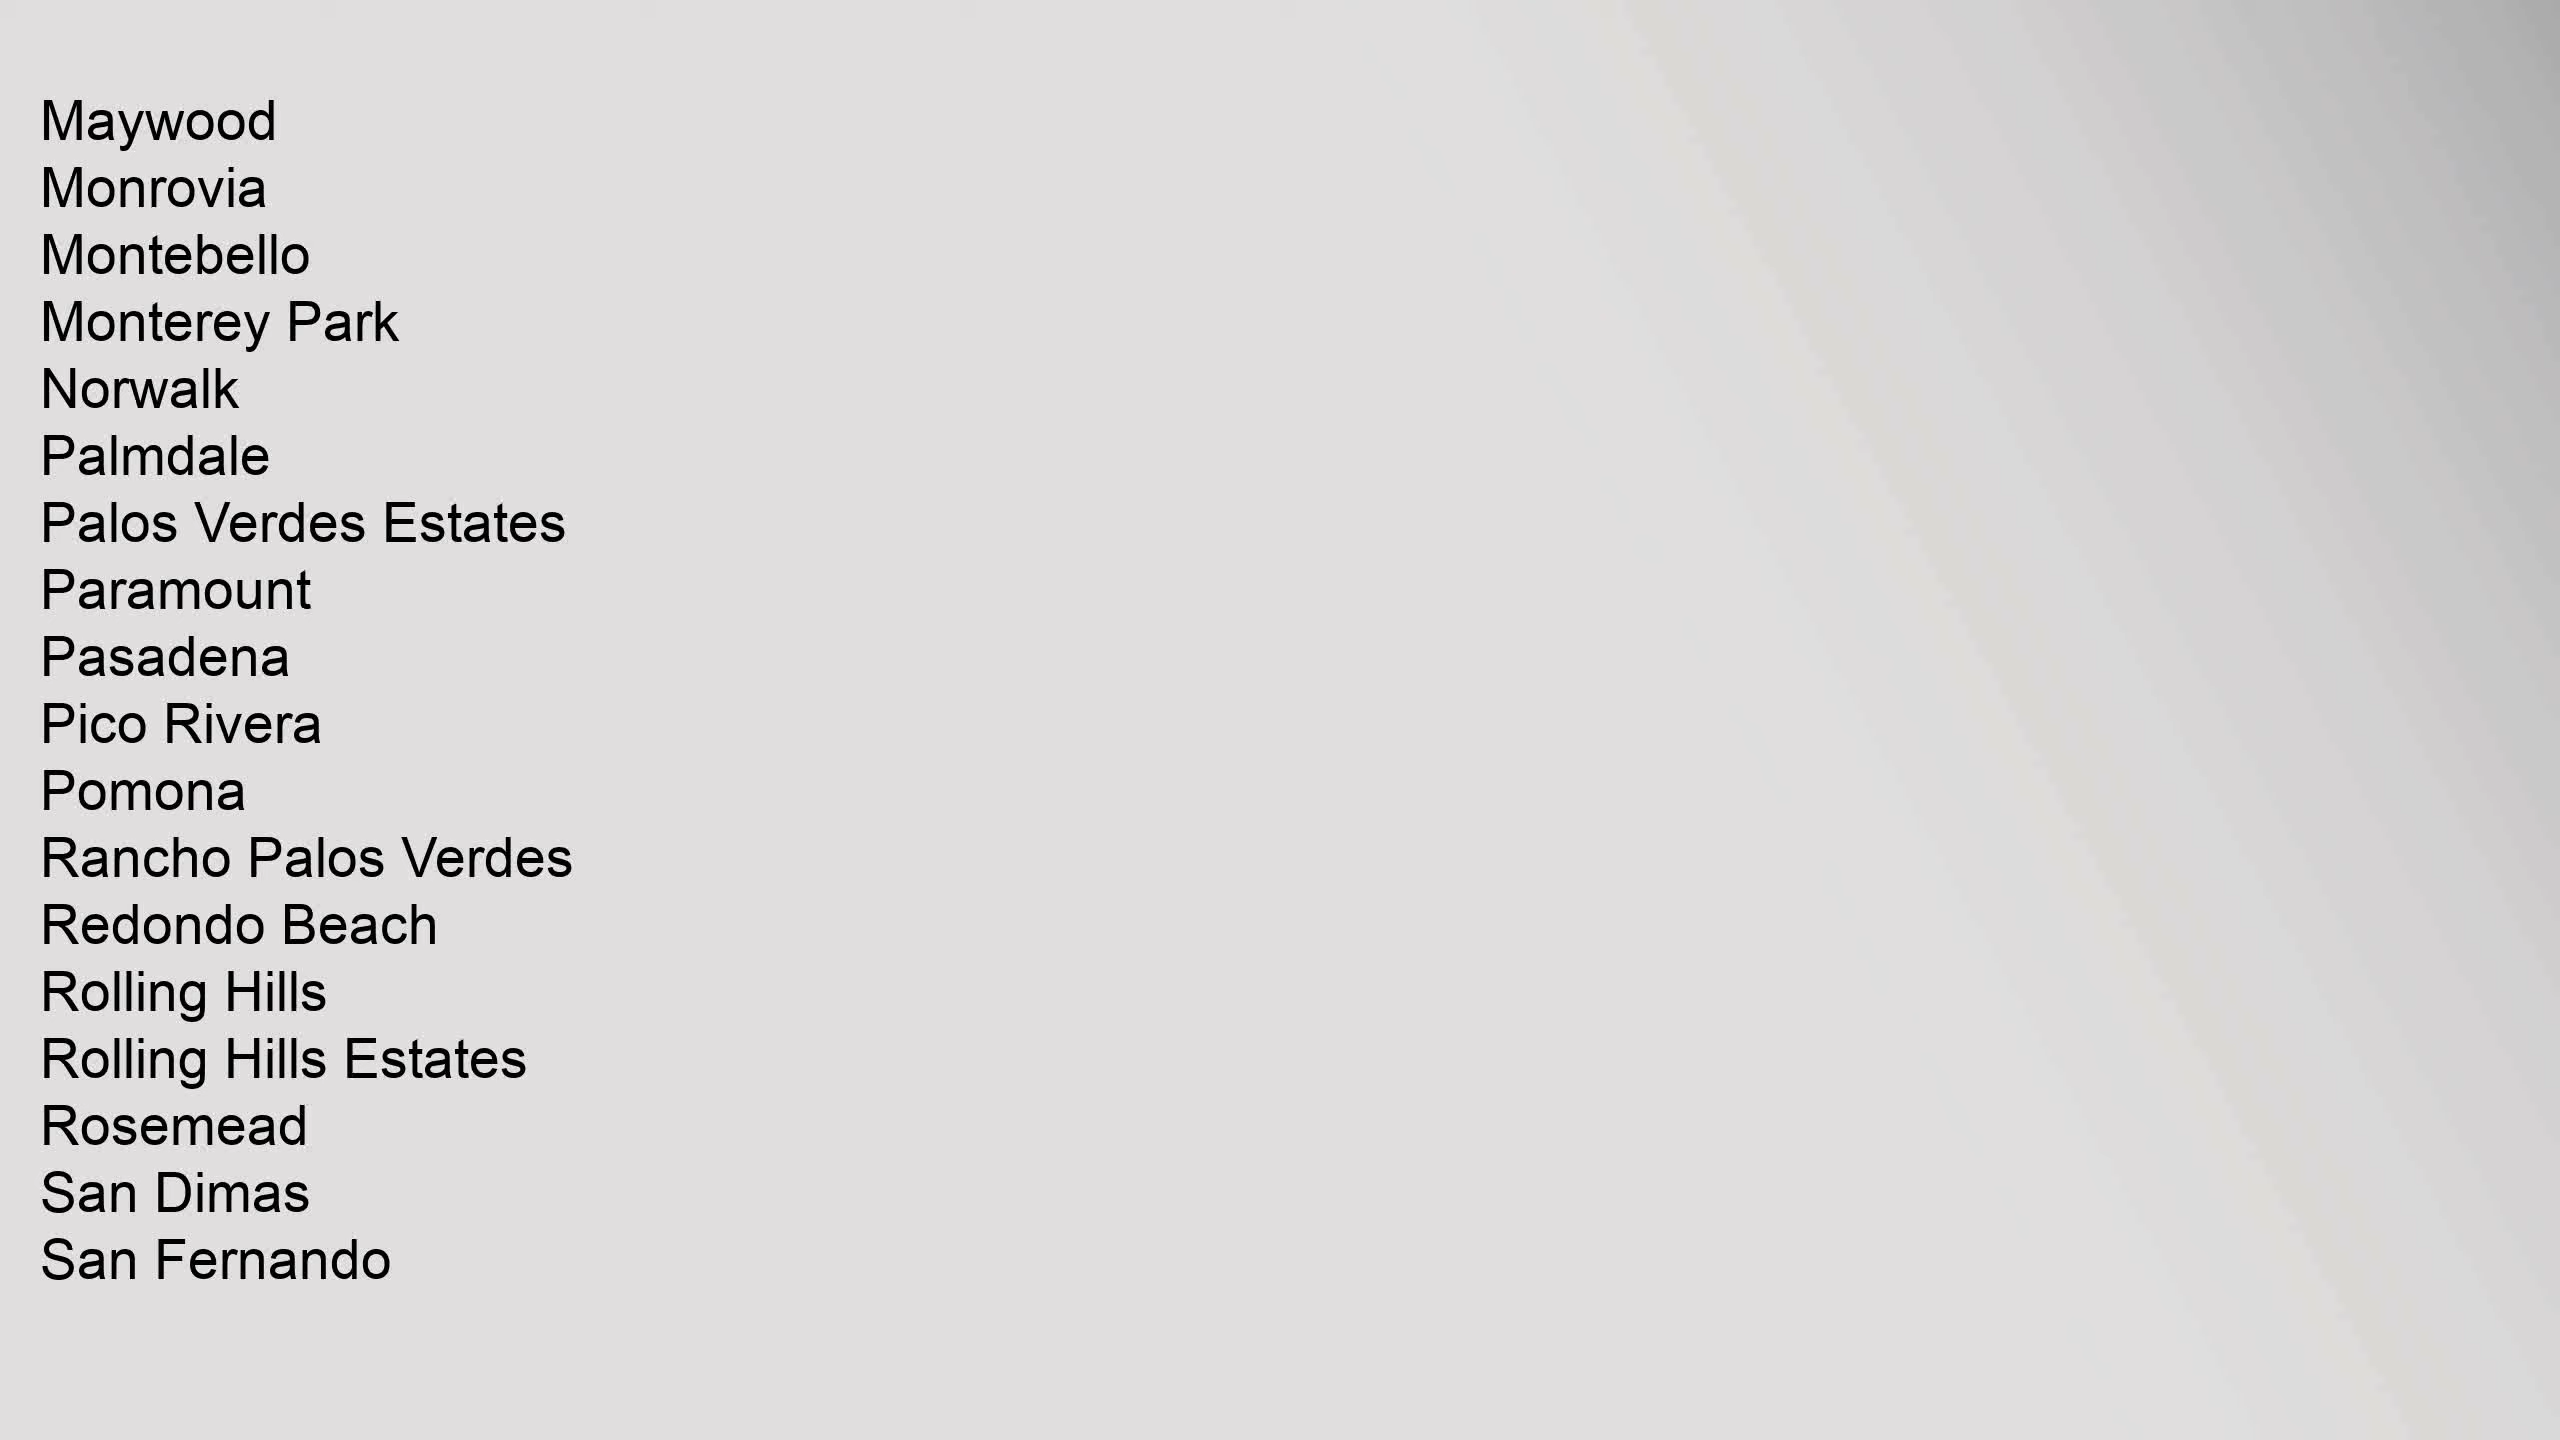 Maywood
Monrovia
Montebello
Monterey Park
Norwalk
Palmdale
Palos Verdes Estates
Paramount
Pasadena
Pico Rivera
Pomona
Rancho Palos Verdes
Redondo Beach
Rolling Hills
Rolling Hills Estates
Rosemead
San Dimas
San Fernando